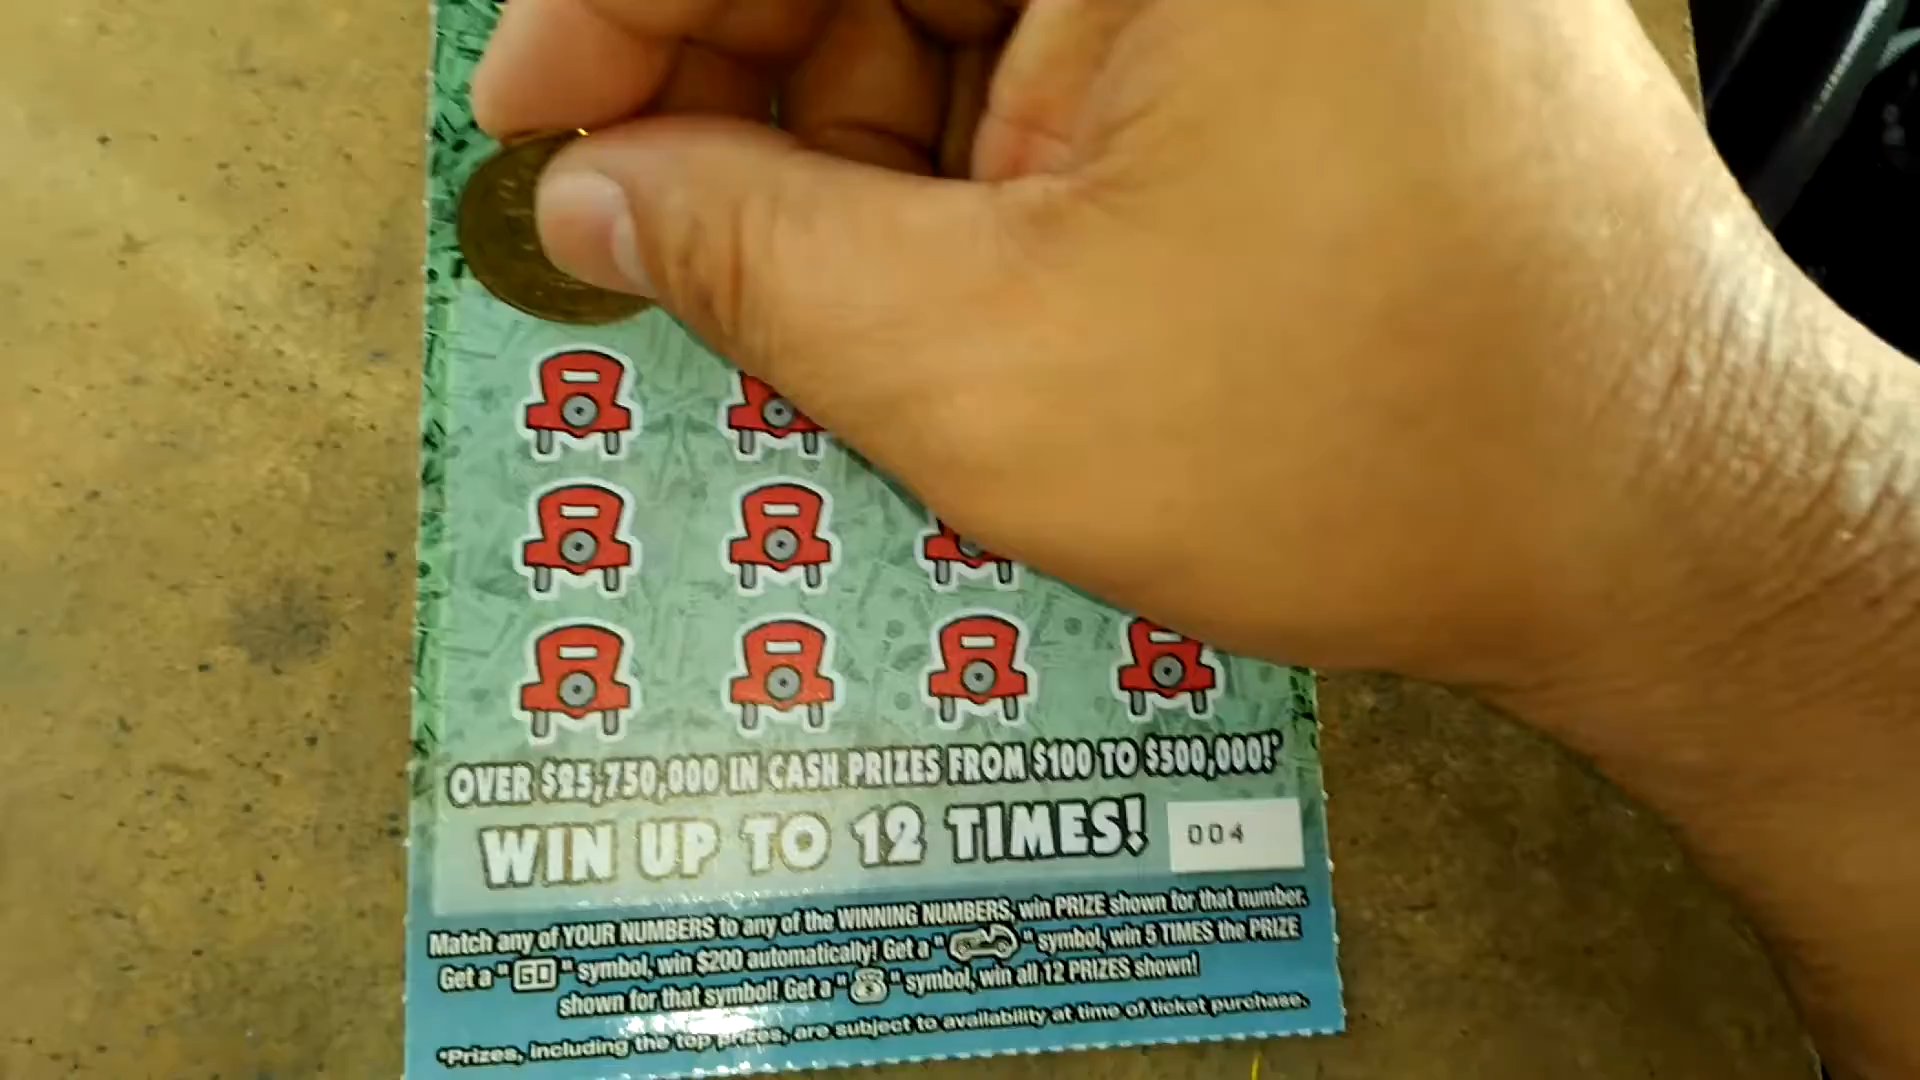 OVER $25,750,000 IN CASH PRIZES FROM $100 TO $500,000!*
WIN UP TO 12 TIMES!
004
Match any of YOUR NUMBERS to any of the WINNING NUMBERS, win PRIZE shown for that number.
Get a "GO" symbol, win $200 automatically! Get a " " symbol, win 5 TIMES the PRIZE
shown for that symbol! Get a " " symbol, win all 12 PRIZES shown!
*Prizes, including the top prizes, are subject to availability at time of ticket purchase.